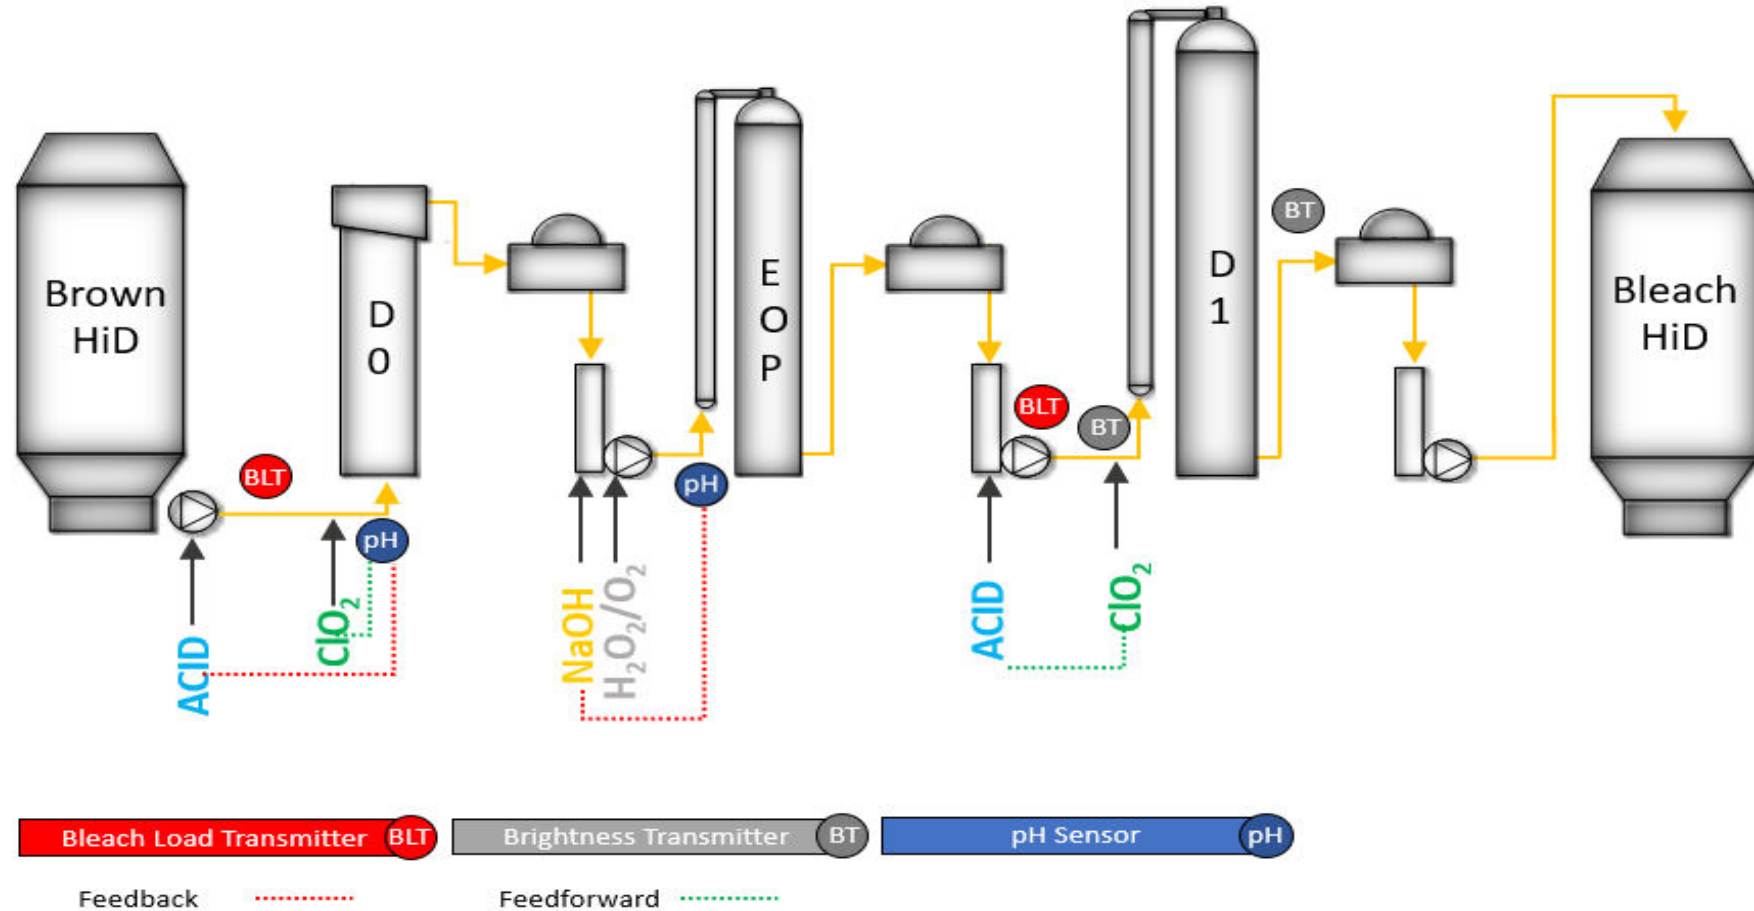 Brown
HiD
BLT
pH
ACID
ClO₂
D
0
NaOH
H₂O₂/O₂
pH
E
O
P
BLT
BT
ACID
ClO₂
D
1
BT
Bleach
HiD
Bleach Load Transmitter BLT
Brightness Transmitter BT
pH Sensor pH
Feedback
Feedforward